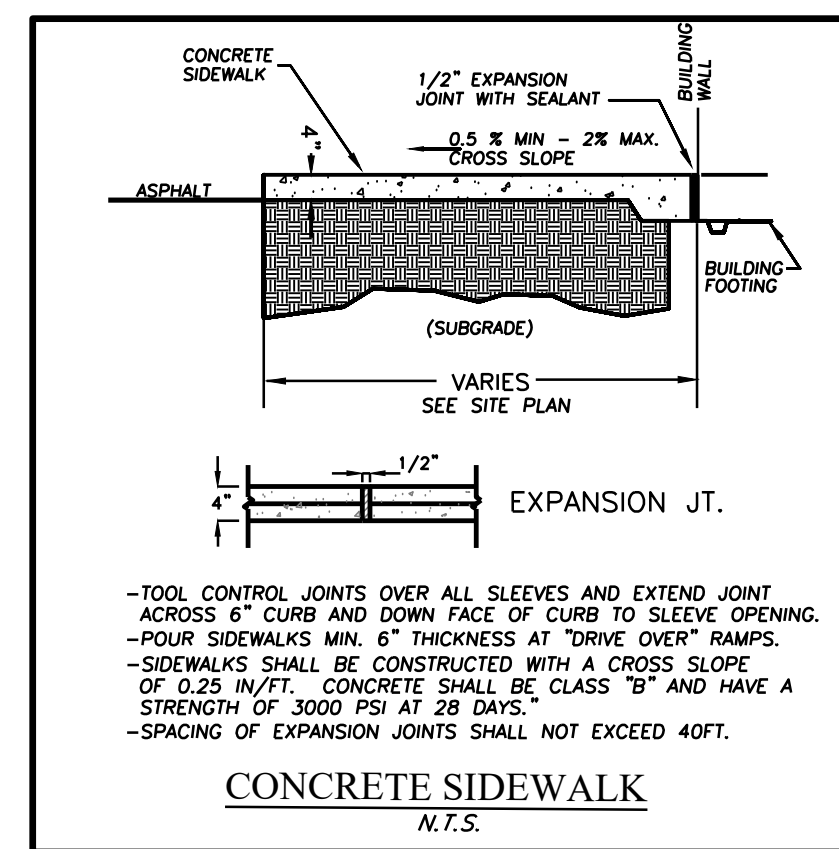 CONCRETE
SIDEWALK
1/2" EXPANSION
JOINT WITH SEALANT
BUILDING
WALL
4"
0.5 % MIN - 2% MAX.
CROSS SLOPE
ASPHALT
BUILDING
FOOTING
(SUBGRADE)
VARIES
SEE SITE PLAN
1/2"
4"
EXPANSION JT.
-TOOL CONTROL JOINTS OVER ALL SLEEVES AND EXTEND JOINT
ACROSS 6" CURB AND DOWN FACE OF CURB TO SLEEVE OPENING.
-POUR SIDEWALKS MIN. 6" THICKNESS AT "DRIVE OVER" RAMPS.
-SIDEWALKS SHALL BE CONSTRUCTED WITH A CROSS SLOPE
OF 0.25 IN/FT. CONCRETE SHALL BE CLASS "B" AND HAVE A
STRENGTH OF 3000 PSI AT 28 DAYS."
-SPACING OF EXPANSION JOINTS SHALL NOT EXCEED 40FT.
CONCRETE SIDEWALK
N.T.S.